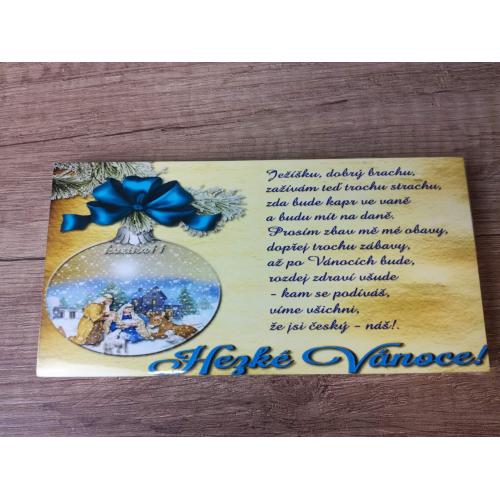 Ježíšku, dobrý brachu,
zažívám teď trochu strachu,
zda bude kapr ve vaně
a budu mít na daně.
Prosím zbav mě mé obavy,
dopřej trochu zábavy,
až po Vánocích bude,
rozdej zdraví všude
- kam se podíváš,
víme všichni,
že jsi český - náš!.
Hezké Vánoce!